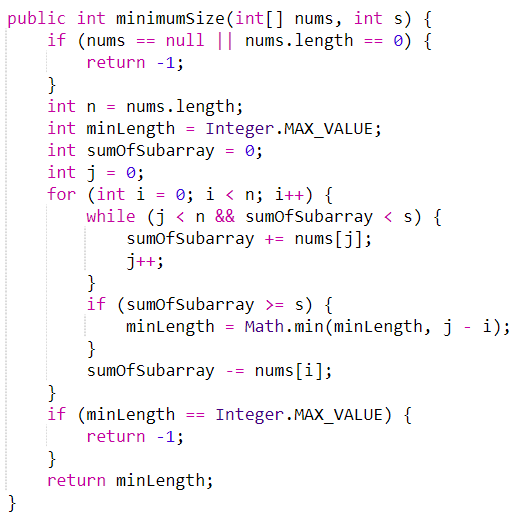 public int minimumSize(int[] nums, int s) {
    if (nums == null || nums.length == 0) {
        return -1;
    }
    int n = nums.length;
    int minLength = Integer.MAX_VALUE;
    int sumOfSubarray = 0;
    int j = 0;
    for (int i = 0; i < n; i++) {
        while (j < n && sumOfSubarray < s) {
            sumOfSubarray += nums[j];
            j++;
        }
        if (sumOfSubarray >= s) {
            minLength = Math.min(minLength, j - i);
        }
        sumOfSubarray -= nums[i];
    }
    if (minLength == Integer.MAX_VALUE) {
        return -1;
    }
    return minLength;
}